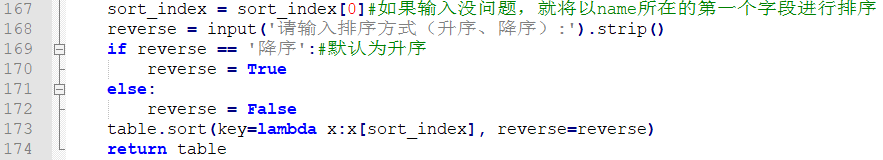 167 sort_index = sort_index[0]#如果输入没问题，就将以name所在的第一个字段进行排序
168 reverse = input('请输入排序方式（升序、降序）:').strip()
169 if reverse == '降序':#默认为升序
170 reverse = True
171 else:
172 reverse = False
173 table.sort(key=lambda x:x[sort_index], reverse=reverse)
174 return table